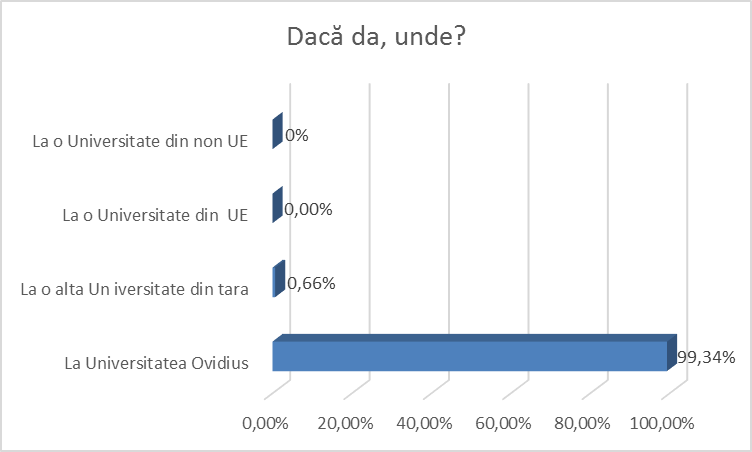 Dacă da, unde?
La o Universitate din non UE
0%
La o Universitate din  UE
0,00%
La o alta Un iversitate din tara
0,66%
La Universitatea Ovidius
99,34%
0,00% 20,00% 40,00% 60,00% 80,00% 100,00%